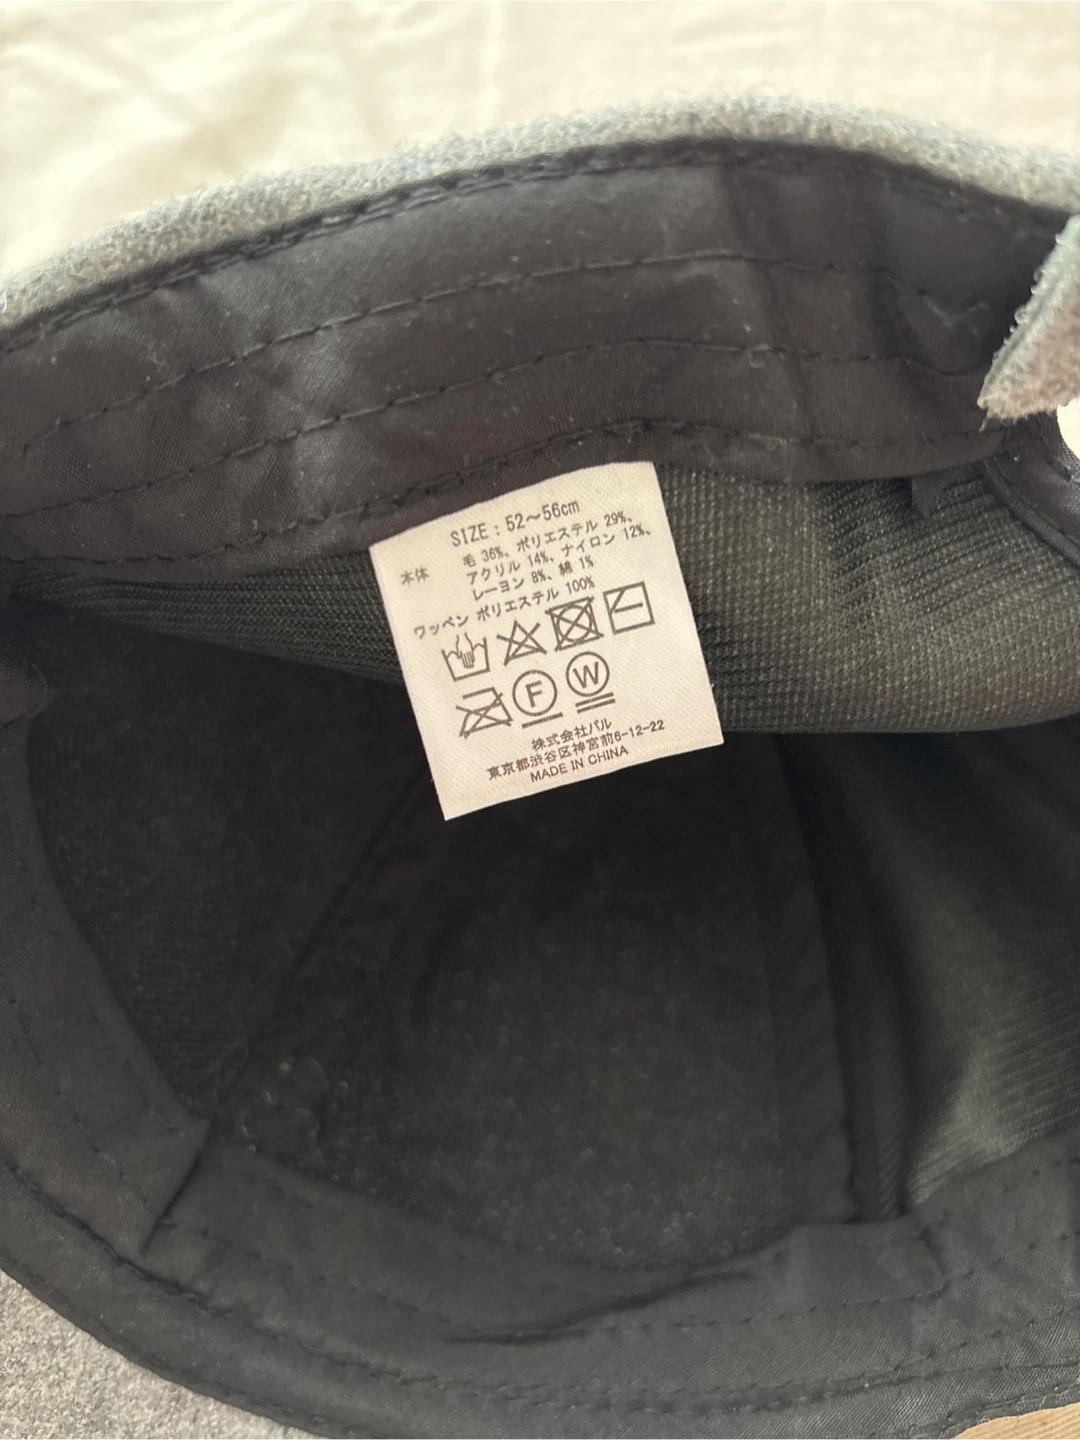 SIZE：52～56cm
本体 毛 36%、ポリエステル 29%、
アクリル 14%、ナイロン 12%、
レーヨン 8%、綿 1%
ワッペン ポリエステル 100%
F W
株式会社パル
東京都渋谷区神宮前6-12-22
MADE IN CHINA